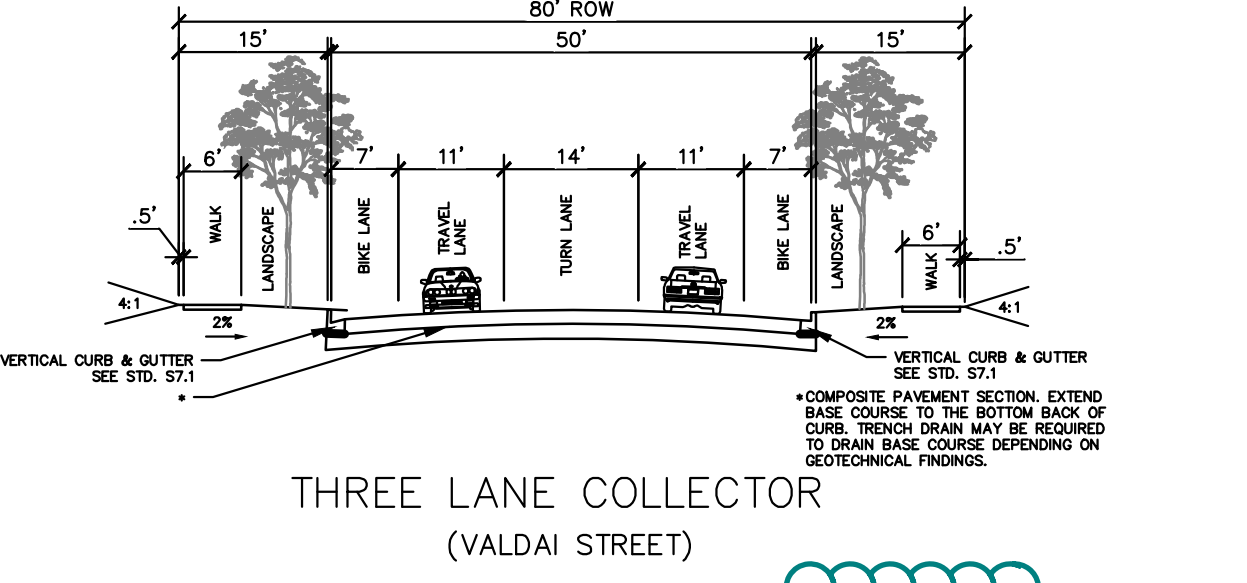 80' ROW
15' 50' 15'
6' 7' 11' 14' 11' 7'
.5' WALK LANDSCAPE BIKE LANE TRAVEL LANE TURN LANE TRAVEL LANE BIKE LANE LANDSCAPE 6' WALK .5'
4:1 4:1
2% 2%
VERTICAL CURB & GUTTER
SEE STD. S7.1
*
VERTICAL CURB & GUTTER
SEE STD. S7.1
*COMPOSITE PAVEMENT SECTION. EXTEND
BASE COURSE TO THE BOTTOM BACK OF
CURB. TRENCH DRAIN MAY BE REQUIRED
TO DRAIN BASE COURSE DEPENDING ON
GEOTECHNICAL FINDINGS.
THREE LANE COLLECTOR
(VALDAI STREET)